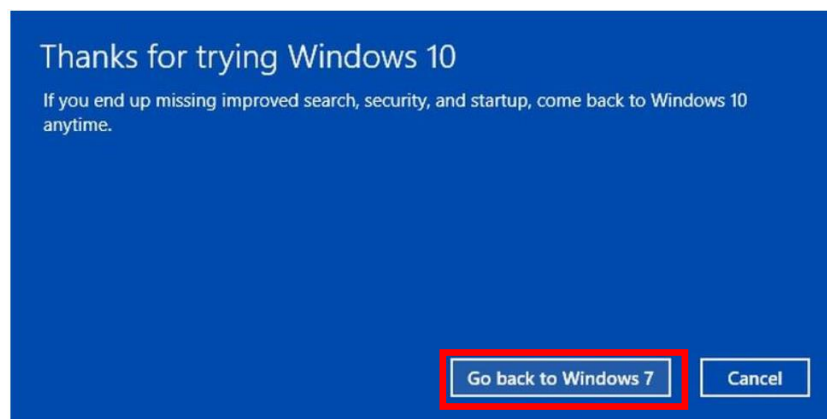 Thanks for trying Windows 10
If you end up missing improved search, security, and startup, come back to Windows 10
anytime.
Go back to Windows 7
Cancel